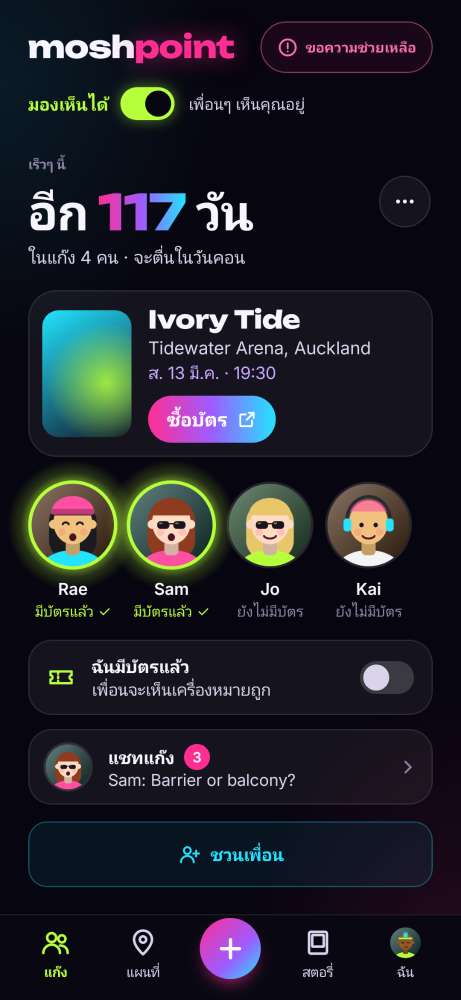 moshpoint
ขอความช่วยเหลือ
มองเห็นได้
เพื่อนๆ เห็นคุณอยู่
เร็วๆ นี้
อีก 117 วัน
ในแก๊ง 4 คน · จะตื่นในวันคอน
Ivory Tide
Tidewater Arena, Auckland
ส. 13 มี.ค. · 19:30
ซื้อบัตร
Rae
มีบัตรแล้ว ✓
Sam
มีบัตรแล้ว ✓
Jo
ยังไม่มีบัตร
Kai
ยังไม่มีบัตร
ฉันมีบัตรแล้ว
เพื่อนจะเห็นเครื่องหมายถูก
แชทแก๊ง 3
Sam: Barrier or balcony?
ชวนเพื่อน
แก๊ง
แผนที่
สตอรี่
ฉัน